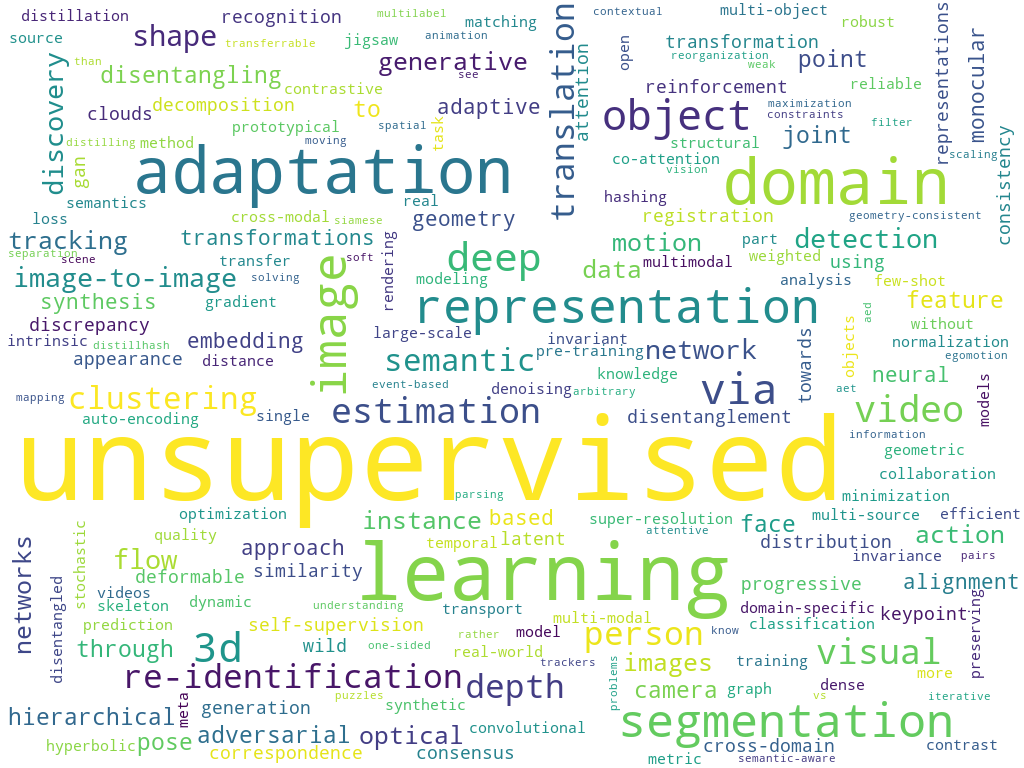 distillation
recognition
multilabel
matching
contextual
multi-object
robust
source
shape
transferrable
jigsaw
animation
translation
open
transformation
reorganization
weak
point
representations
monocular
than
discovery
disentangling
generative
see
contrastive
attention
reinforcement
reliable
clouds
decomposition
to
adaptive
object
maximization
constraints
joint
filter
distilling
method
prototypical
spatial
moving
task
structural
co-attention
vision
scaling
consistency
gan
adaptation
domain
semantics
real
hashing
loss
cross-modal
siamese
geometry
registration
geometry-consistent
tracking
separation
scene
transformations
transfer
soft
rendering
deep
motion
part
weighted
detection
using
multimodal
data
image-to-image
solving
image
modeling
analysis
few-shot
synthesis
gradient
representation
aed
feature
discrepancy
large-scale
invariant
without
intrinsic
distillhash
embedding
pre-training
network
towards
objects
normalization
egomotion
appearance
distance
semantic
knowledge
neural
models
event-based
denoising
arbitrary
via
aet
mapping
clustering
auto-encoding
single
estimation
disentanglement
video
information
unsupervised
geometric
collaboration
parsing
minimization
optimization
instance
based
super-resolution
attentive
face
multi-source
efficient
networks
stochastic
quality
flow
approach
temporal
latent
distribution
action
invariance
pairs
deformable
similarity
learning
progressive
alignment
disentangled
videos
skeleton
dynamic
understanding
transport
domain-specific
keypoint
preserving
prediction
self-supervision
multi-modal
classification
through
3d
wild
one-sided
rather
model
person
know
real-world
trackers
problems
images
training
visual
more
re-identification
depth
camera
graph
dense
vs
iterative
meta
puzzles
hierarchical
generation
synthetic
segmentation
hyperbolic
pose
adversarial
optical
convolutional
correspondence
consensus
metric
cross-domain
semantic-aware
contrast